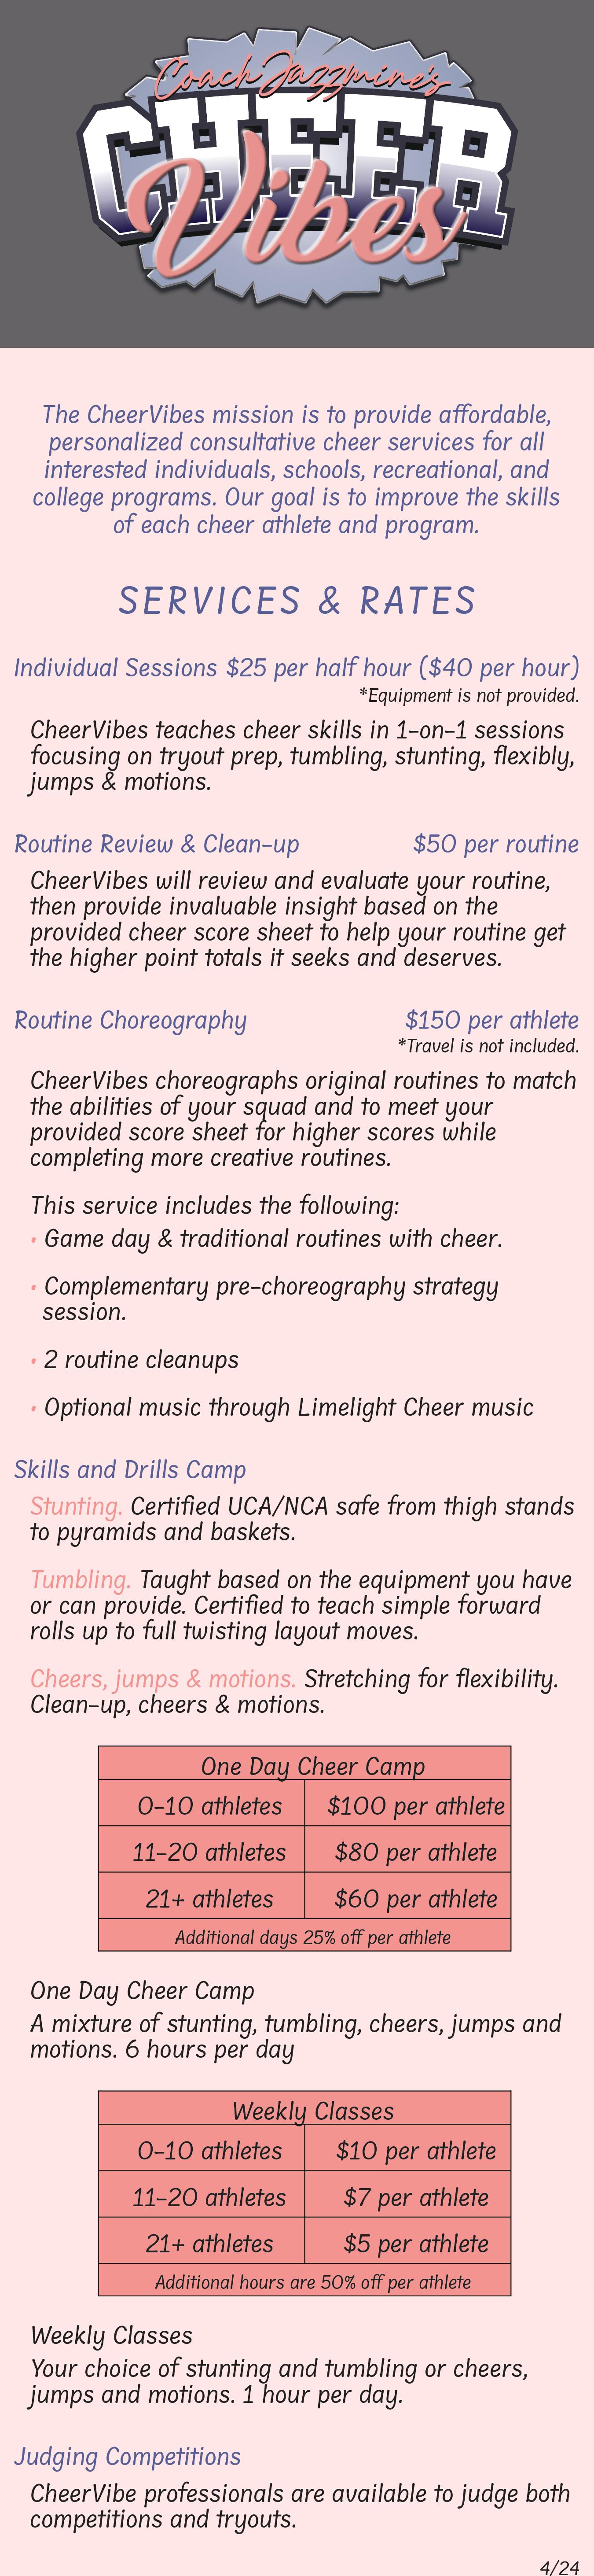 Coach Jazzmine's
CHEER
Vibes
The CheerVibes mission is to provide affordable,
personalized consultative cheer services for all
interested individuals, schools, recreational, and
college programs. Our goal is to improve the skills
of each cheer athlete and program.
SERVICES & RATES
Individual Sessions $25 per half hour ($40 per hour)
*Equipment is not provided.
CheerVibes teaches cheer skills in 1-on-1 sessions
focusing on tryout prep, tumbling, stunting, flexibly,
jumps & motions.
Routine Review & Clean-up $50 per routine
CheerVibes will review and evaluate your routine,
then provide invaluable insight based on the
provided cheer score sheet to help your routine get
the higher point totals it seeks and deserves.
Routine Choreography $150 per athlete
*Travel is not included.
CheerVibes choreographs original routines to match
the abilities of your squad and to meet your
provided score sheet for higher scores while
completing more creative routines.
This service includes the following:
• Game day & traditional routines with cheer.
• Complementary pre-choreography strategy
session.
• 2 routine cleanups
• Optional music through Limelight Cheer music
Skills and Drills Camp
Stunting. Certified UCA/NCA safe from thigh stands
to pyramids and baskets.
Tumbling. Taught based on the equipment you have
or can provide. Certified to teach simple forward
rolls up to full twisting layout moves.
Cheers, jumps & motions. Stretching for flexibility.
Clean-up, cheers & motions.
One Day Cheer Camp
0-10 athletes $100 per athlete
11-20 athletes $80 per athlete
21+ athletes $60 per athlete
Additional days 25% off per athlete
One Day Cheer Camp
A mixture of stunting, tumbling, cheers, jumps and
motions. 6 hours per day
Weekly Classes
0-10 athletes $10 per athlete
11-20 athletes $7 per athlete
21+ athletes $5 per athlete
Additional hours are 50% off per athlete
Weekly Classes
Your choice of stunting and tumbling or cheers,
jumps and motions. 1 hour per day.
Judging Competitions
CheerVibe professionals are available to judge both
competitions and tryouts.
4/24